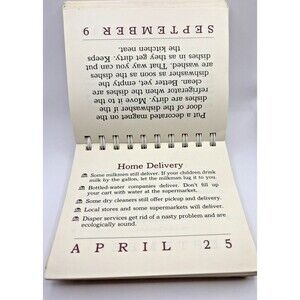 Put a decorated magnet on the
door of the dishwasher if the
dishes are dirty. Move it to the
refrigerator when the dishes are
clean. Better yet, empty the
dishwasher as soon as the dishes
are washed. That way you can put
dishes in as they get dirty. Keeps
the kitchen neat.
SEPTEMBER 9
Home Delivery
Some milkmen still deliver. If your children drink
milk by the gallon, let the milkman lug it to you.
Bottled-water companies deliver. Don't fill up
your cart with water at the supermarket.
Some dry cleaners still offer pickup and delivery.
Local stores and some supermarkets will deliver.
Diaper services get rid of a nasty problem and are
ecologically sound.
APRIL 25